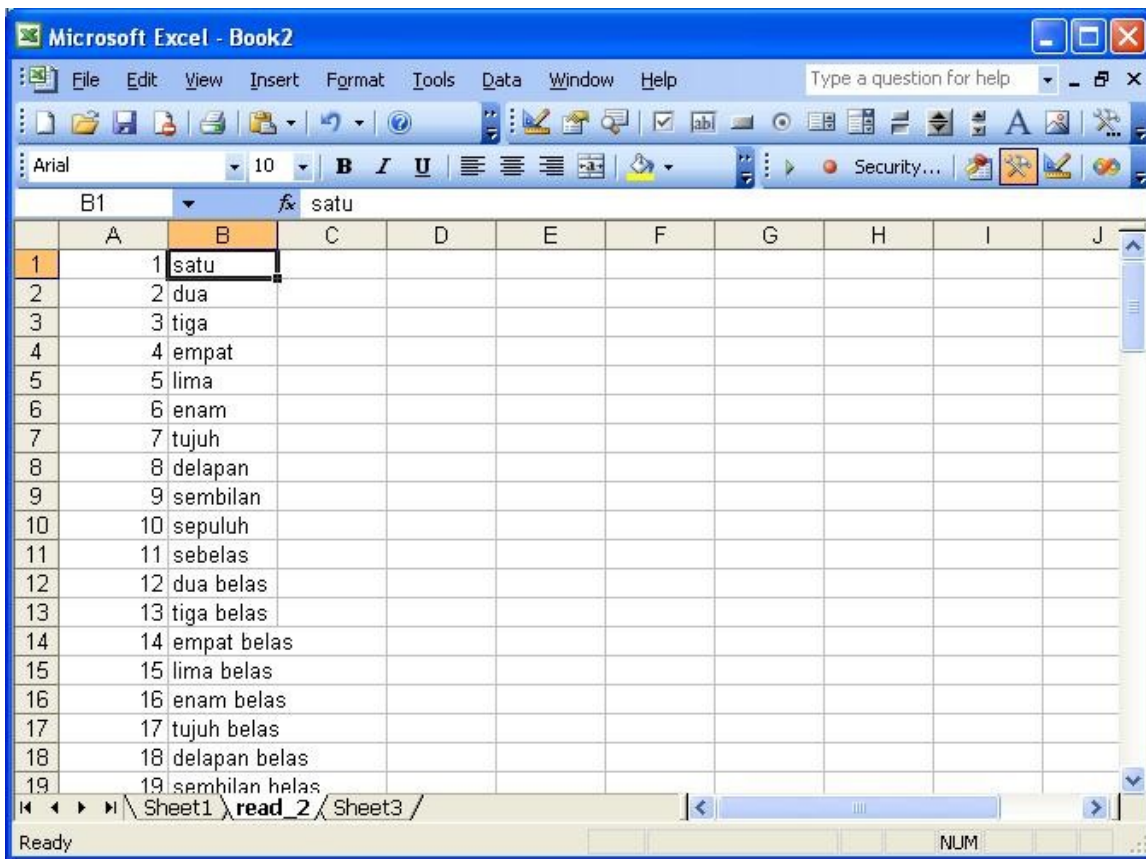 Microsoft Excel - Book2
File Edit View Insert Format Tools Data Window Help Type a question for help
Arial 10 B I U Security...
B1 fx satu
A B C D E F G H I J
1 1 satu
2 2 dua
3 3 tiga
4 4 empat
5 5 lima
6 6 enam
7 7 tujuh
8 8 delapan
9 9 sembilan
10 10 sepuluh
11 11 sebelas
12 12 dua belas
13 13 tiga belas
14 14 empat belas
15 15 lima belas
16 16 enam belas
17 17 tujuh belas
18 18 delapan belas
19 19 sembilan belas
Sheet1 read_2 Sheet3
Ready NUM